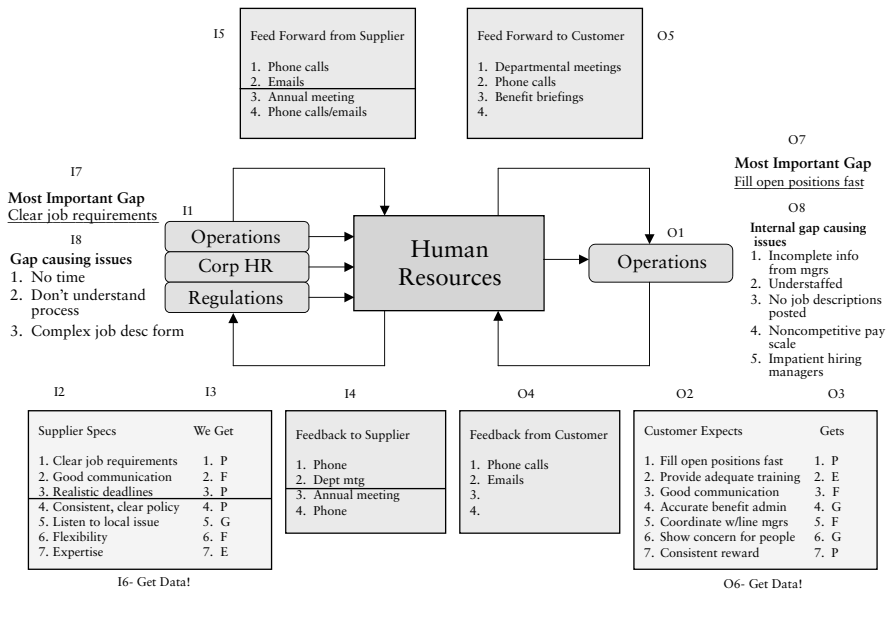 I5
Feed Forward from Supplier
1. Phone calls
2. Emails
3. Annual meeting
4. Phone calls/emails
Feed Forward to Customer
1. Departmental meetings
2. Phone calls
3. Benefit briefings
4.
O5
I7
Most Important Gap
Clear job requirements
I8
Gap causing issues
1. No time
2. Don't understand
process
3. Complex job desc form
I1
Operations
Corp HR
Regulations
Human
Resources
O1
Operations
O7
Most Important Gap
Fill open positions fast
O8
Internal gap causing
issues
1. Incomplete info
from mgrs
2. Understaffed
3. No job descriptions
posted
4. Noncompetitive pay
scale
5. Impatient hiring
managers
I2 I3
Supplier Specs We Get
1. Clear job requirements 1. P
2. Good communication 2. F
3. Realistic deadlines 3. P
4. Consistent, clear policy 4. P
5. Listen to local issue 5. G
6. Flexibility 6. F
7. Expertise 7. E
I6- Get Data!
I4
Feedback to Supplier
1. Phone
2. Dept mtg
3. Annual meeting
4. Phone
O4
Feedback from Customer
1. Phone calls
2. Emails
3.
4.
O2 O3
Customer Expects Gets
1. Fill open positions fast 1. P
2. Provide adequate training 2. E
3. Good communication 3. F
4. Accurate benefit admin 4. G
5. Coordinate w/line mgrs 5. F
6. Show concern for people 6. G
7. Consistent reward 7. P
O6- Get Data!